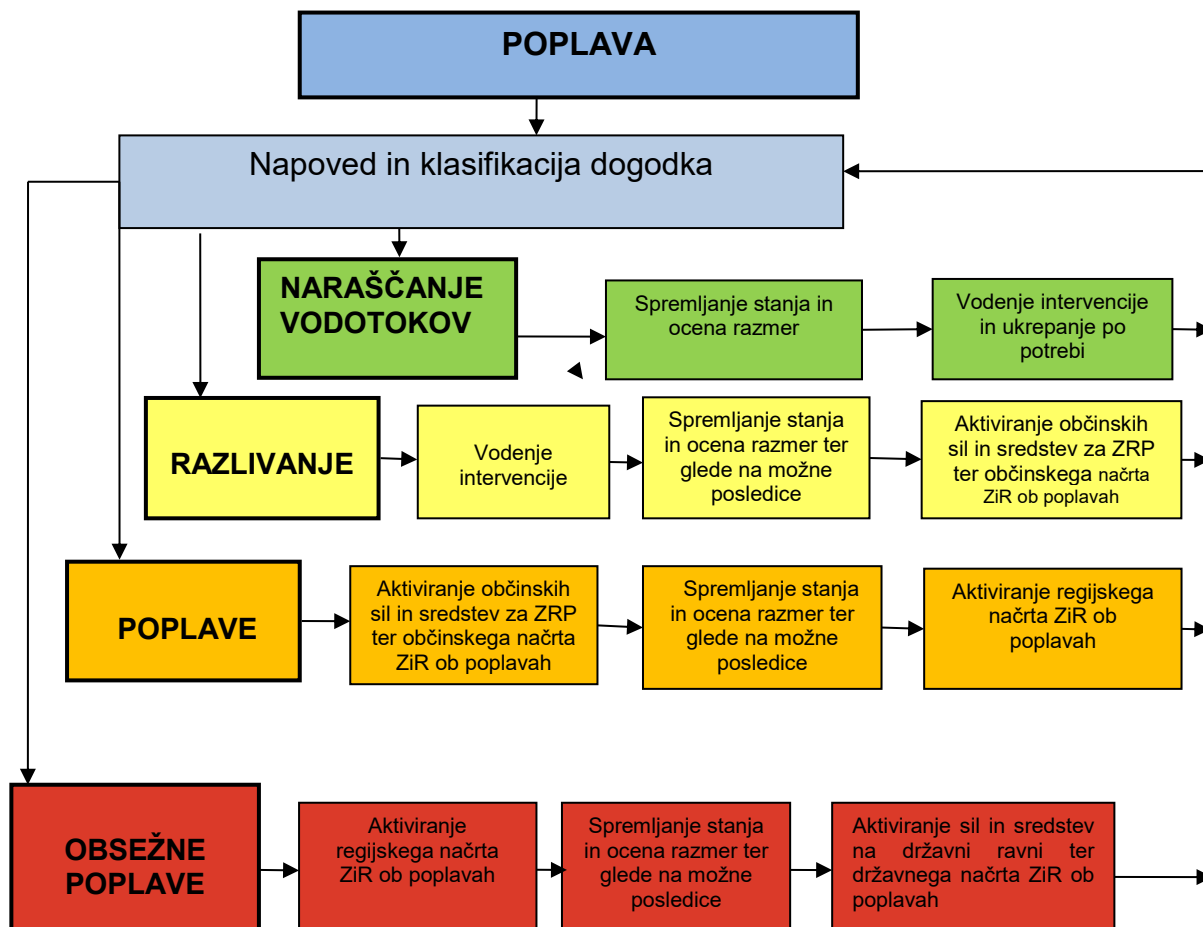 POPLAVA
Napoved in klasifikacija dogodka
NARAŠČANJE
VODOTOKOV
Spremljanje stanja in
ocena razmer
Vodenje intervencije
in ukrepanje po
potrebi
RAZLIVANJE
Vodenje
intervencije
Spremljanje stanja
in ocena razmer ter
glede na možne
posledice
Aktiviranje občinskih
sil in sredstev za ZRP
ter občinskega načrta
ZiR ob poplavah
POPLAVE
Aktiviranje občinskih
sil in sredstev za ZRP
ter občinskega načrta
ZiR ob poplavah
Spremljanje stanja
in ocena razmer ter
glede na možne
posledice
Aktiviranje regijskega
načrta ZiR ob
poplavah
OBSEŽNE
POPLAVE
Aktiviranje
regijskega načrta
ZiR ob poplavah
Spremljanje stanja
in ocena razmer ter
glede na možne
posledice
Aktiviranje sil in sredstev
na državni ravni ter
državnega načrta ZiR ob
poplavah